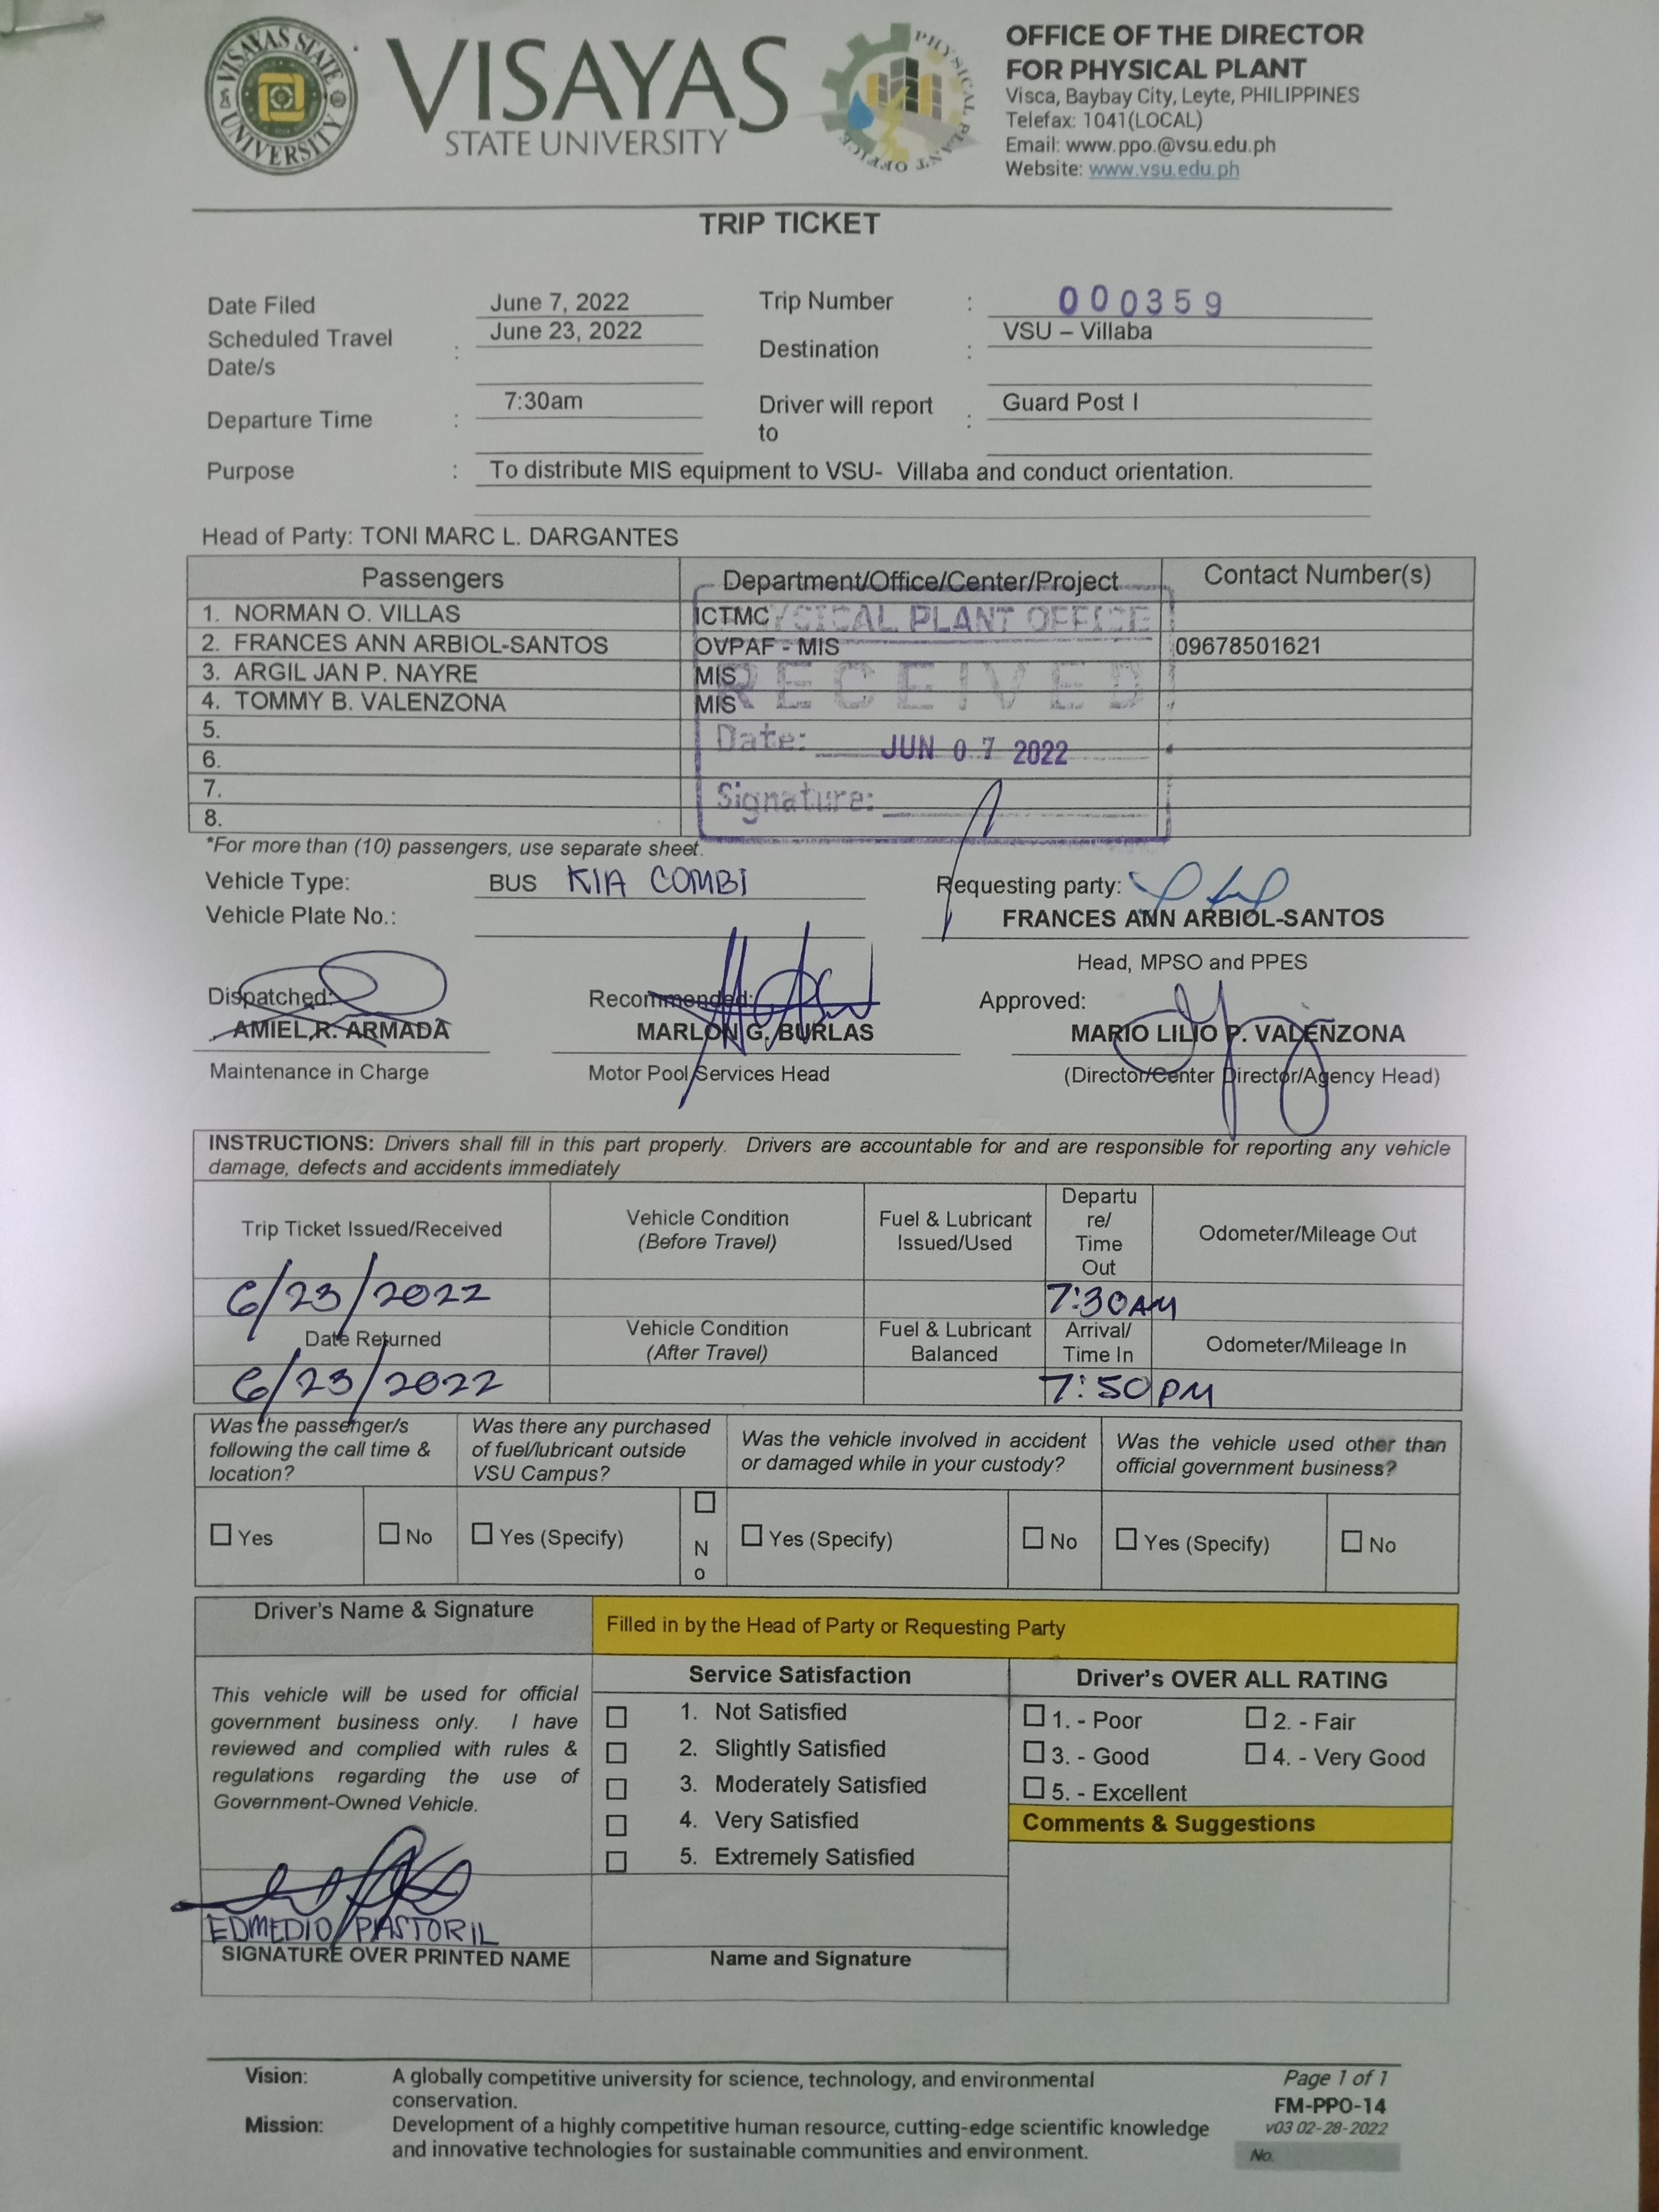 VISAYAS STATE UNIVERSITY
VISAYAS
STATE UNIVERSITY
PHYSICAL PLANT OFFICE
OFFICE OF THE DIRECTOR
FOR PHYSICAL PLANT
Visca, Baybay City, Leyte, PHILIPPINES
Telefax: 1041(LOCAL)
Email: www.ppo.@vsu.edu.ph
Website: www.vsu.edu.ph
TRIP TICKET
Date Filed June 7, 2022 Trip Number : 000359
Scheduled Travel Date/s : June 23, 2022 Destination : VSU – Villaba
Departure Time : 7:30am Driver will report to : Guard Post I
Purpose : To distribute MIS equipment to VSU- Villaba and conduct orientation.
Head of Party: TONI MARC L. DARGANTES
Passengers Department/Office/Center/Project Contact Number(s)
1. NORMAN O. VILLAS ICTMC
2. FRANCES ANN ARBIOL-SANTOS OVPAF - MIS 09678501621
3. ARGIL JAN P. NAYRE MIS
4. TOMMY B. VALENZONA MIS
5.
6.
7.
8.
PHYSICAL PLANT OFFICE
RECEIVED
Date: JUN 07 2022
Signature:
*For more than (10) passengers, use separate sheet.
Vehicle Type: BUS KIA COMBI Requesting party:
Vehicle Plate No.: FRANCES ANN ARBIOL-SANTOS
Head, MPSO and PPES
Dispatched: Recommended: Approved:
AMIEL R. ARMADA MARLON G. BURLAS MARIO LILIO P. VALENZONA
Maintenance in Charge Motor Pool Services Head (Director/Center Director/Agency Head)
INSTRUCTIONS: Drivers shall fill in this part properly. Drivers are accountable for and are responsible for reporting any vehicle
damage, defects and accidents immediately
Trip Ticket Issued/Received Vehicle Condition (Before Travel) Fuel & Lubricant Issued/Used Departu re/ Time Out Odometer/Mileage Out
6/23/2022 7:30AM
Date Returned Vehicle Condition (After Travel) Fuel & Lubricant Balanced Arrival/ Time In Odometer/Mileage In
6/23/2022 7:50PM
Was the passenger/s following the call time & location? Was there any purchased of fuel/lubricant outside VSU Campus? Was the vehicle involved in accident or damaged while in your custody? Was the vehicle used other than official government business?
☐ Yes ☐ No ☐ Yes (Specify) ☐ No ☐ Yes (Specify) ☐ No ☐ Yes (Specify) ☐ No
Driver's Name & Signature Filled in by the Head of Party or Requesting Party
This vehicle will be used for official
government business only. I have
reviewed and complied with rules &
regulations regarding the use of
Government-Owned Vehicle.
EDMEDIO PASTORIL
SIGNATURE OVER PRINTED NAME
Service Satisfaction
☐ 1. Not Satisfied
☐ 2. Slightly Satisfied
☐ 3. Moderately Satisfied
☐ 4. Very Satisfied
☐ 5. Extremely Satisfied
Name and Signature
Driver's OVER ALL RATING
☐ 1. - Poor ☐ 2. - Fair
☐ 3. - Good ☐ 4. - Very Good
☐ 5. - Excellent
Comments & Suggestions
Vision: A globally competitive university for science, technology, and environmental
conservation.
Mission: Development of a highly competitive human resource, cutting-edge scientific knowledge
and innovative technologies for sustainable communities and environment.
Page 1 of 1
FM-PPO-14
v03 02-28-2022
No.